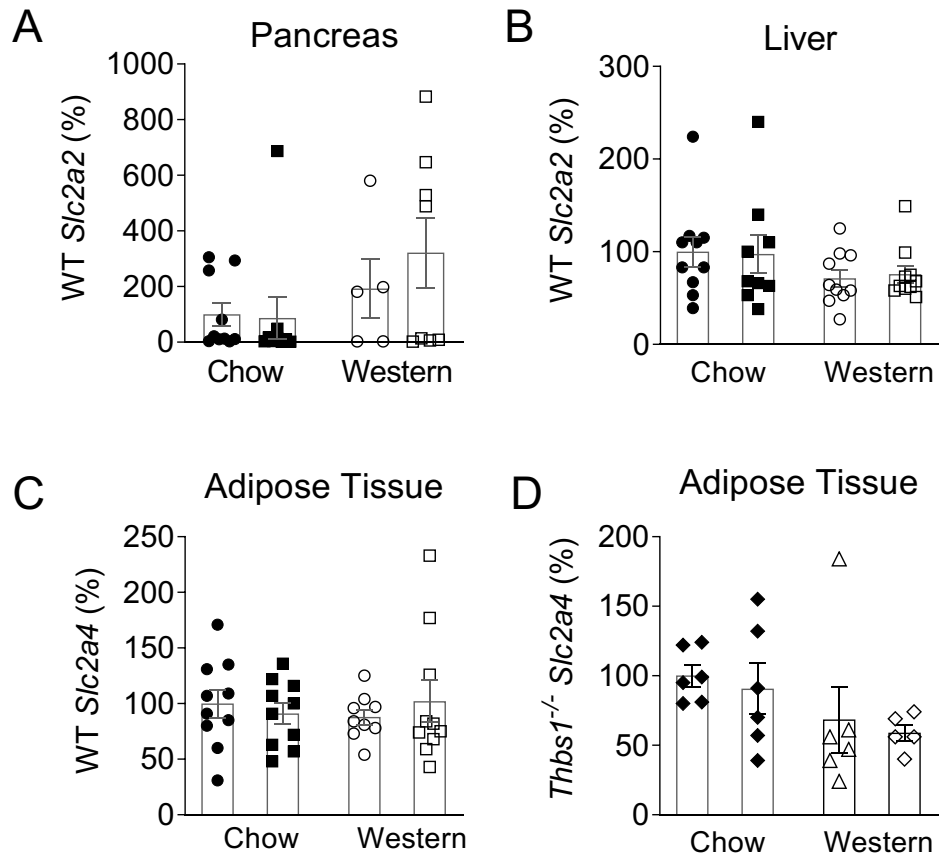 A
Pancreas
WT Slc2a2 (%)
1000
800
600
400
200
0
Chow
Western
B
Liver
WT Slc2a2 (%)
300
200
100
0
Chow
Western
C
Adipose Tissue
WT Slc2a4 (%)
250
200
150
100
50
0
Chow
Western
D
Adipose Tissue
Thbs1-/- Slc2a4 (%)
200
150
100
50
0
Chow
Western